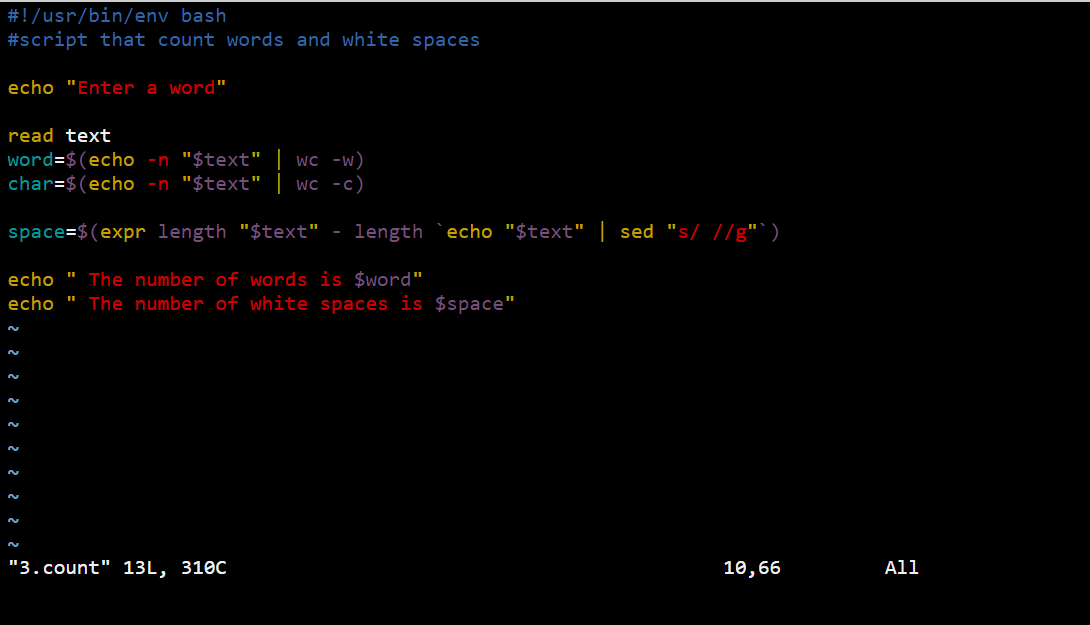 #!/usr/bin/env bash
#script that count words and white spaces
echo "Enter a word"
read text
word=$(echo -n "$text" | wc -w)
char=$(echo -n "$text" | wc -c)
space=$(expr length "$text" - length `echo "$text" | sed "s/ //g"`)
echo " The number of words is $word"
echo " The number of white spaces is $space"
~
~
~
~
~
~
~
~
~
~
"3.count" 13L, 310C 10,66 All